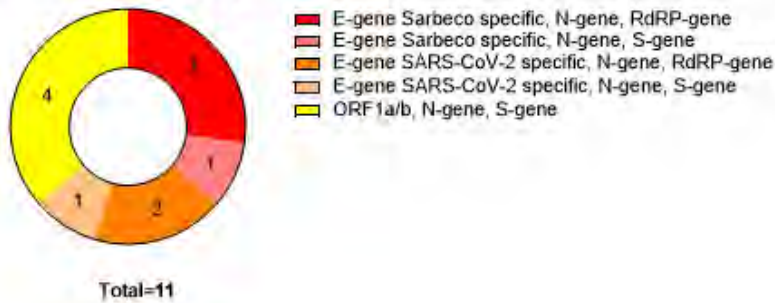 E-gene Sarbeco specific, N-gene, RdRP-gene
E-gene Sarbeco specific, N-gene, S-gene
E-gene SARS-CoV-2 specific, N-gene, RdRP-gene
E-gene SARS-CoV-2 specific, N-gene, S-gene
ORF1a/b, N-gene, S-gene
3
4
1
1
2
Total=11